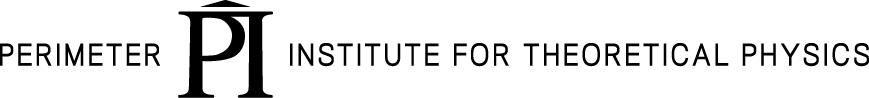 PERIMETER PI INSTITUTE FOR THEORETICAL PHYSICS